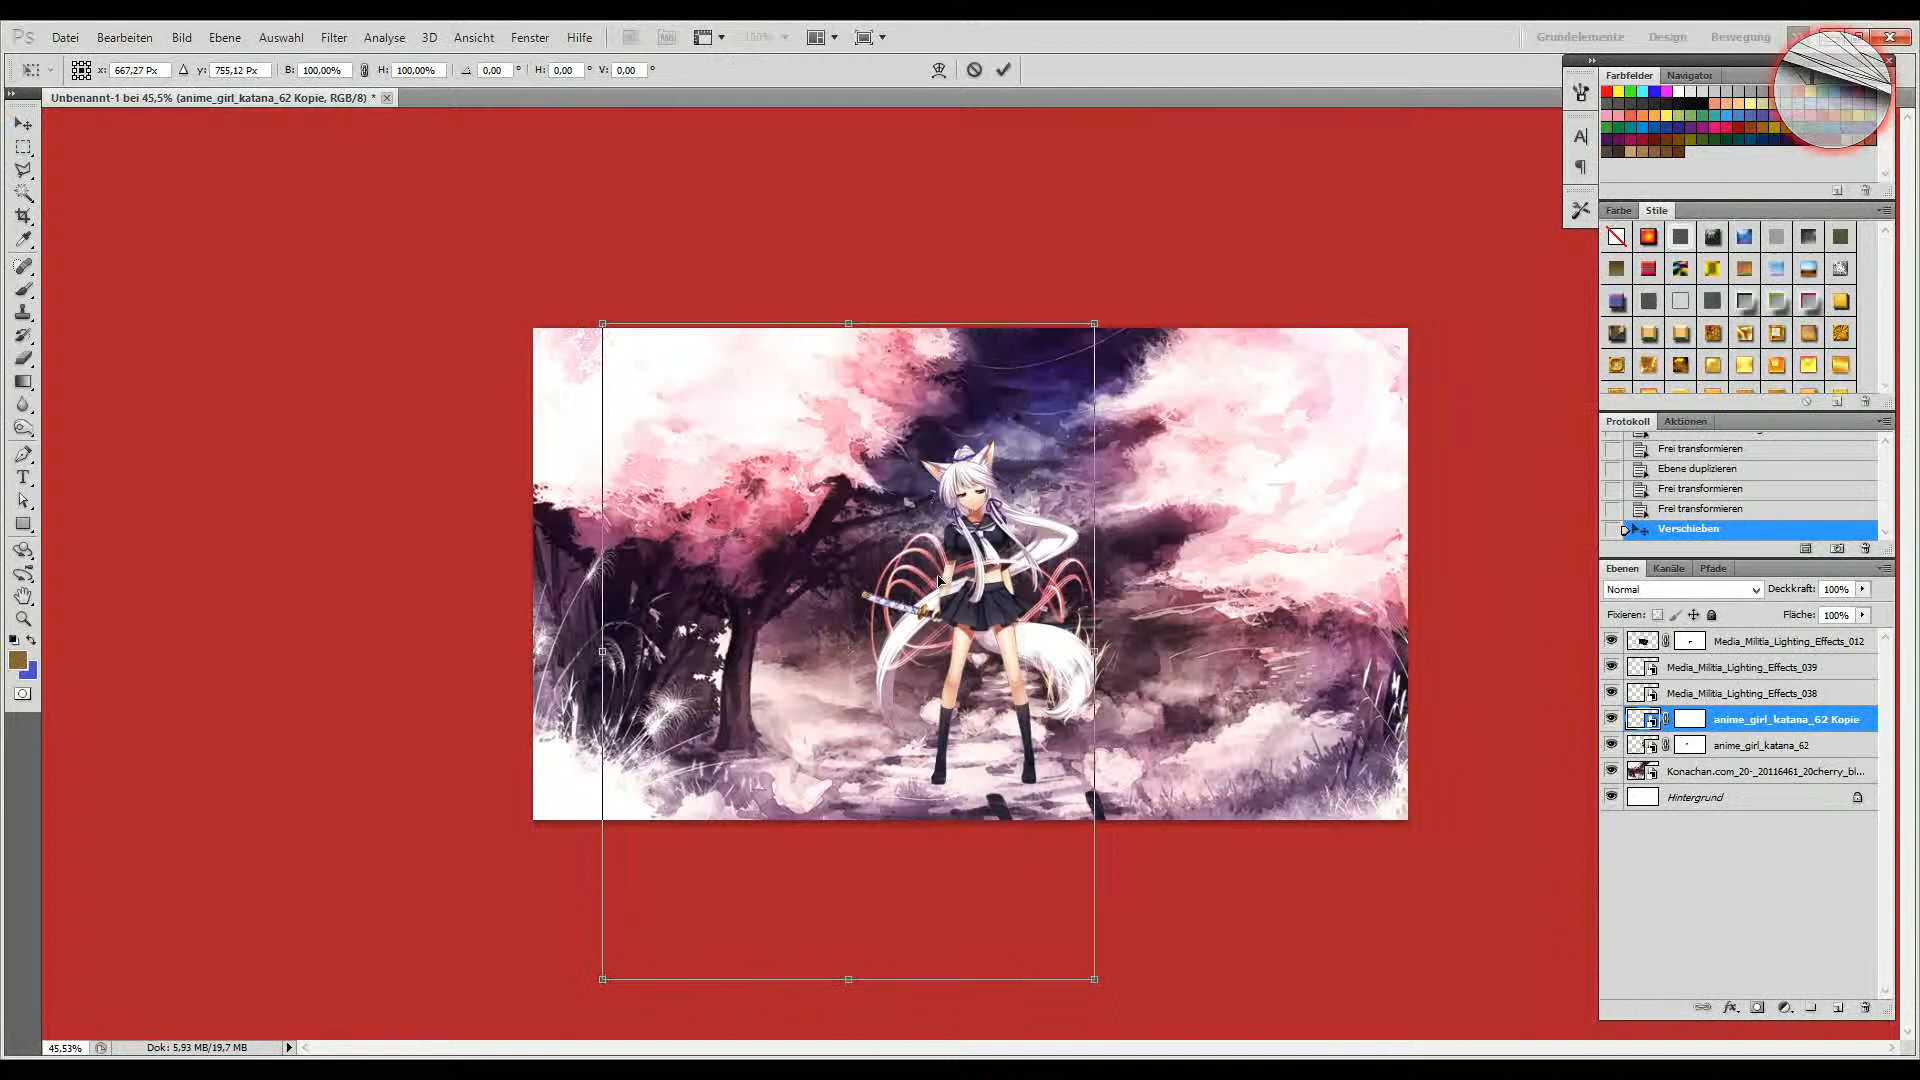 Ps Datei Bearbeiten Bild Ebene Auswahl Filter Analyse 3D Ansicht Fenster Hilfe 100% Grundelemente Design Bewegung
x: 667,27 Px y: 755,12 Px B: 100,00% H: 100,00% 0,00 ° H: 0,00 ° V: 0,00 °
Unbenannt-1 bei 45,5% (anime_girl_katana_62 Kopie, RGB/8) *
Farbfelder Navigator
Farbe Stile
Protokoll Aktionen
Frei transformieren
Ebene duplizieren
Frei transformieren
Frei transformieren
Verschieben
Ebenen Kanäle Pfade
Normal Deckkraft: 100%
Fixieren: Fläche: 100%
Media_Militia_Lighting_Effects_012
Media_Militia_Lighting_Effects_039
Media_Militia_Lighting_Effects_038
anime_girl_katana_62 Kopie
anime_girl_katana_62
Konachan.com_20-_20116461_20cherry_bl...
Hintergrund
45,53% Dok: 5,93 MB/19,7 MB